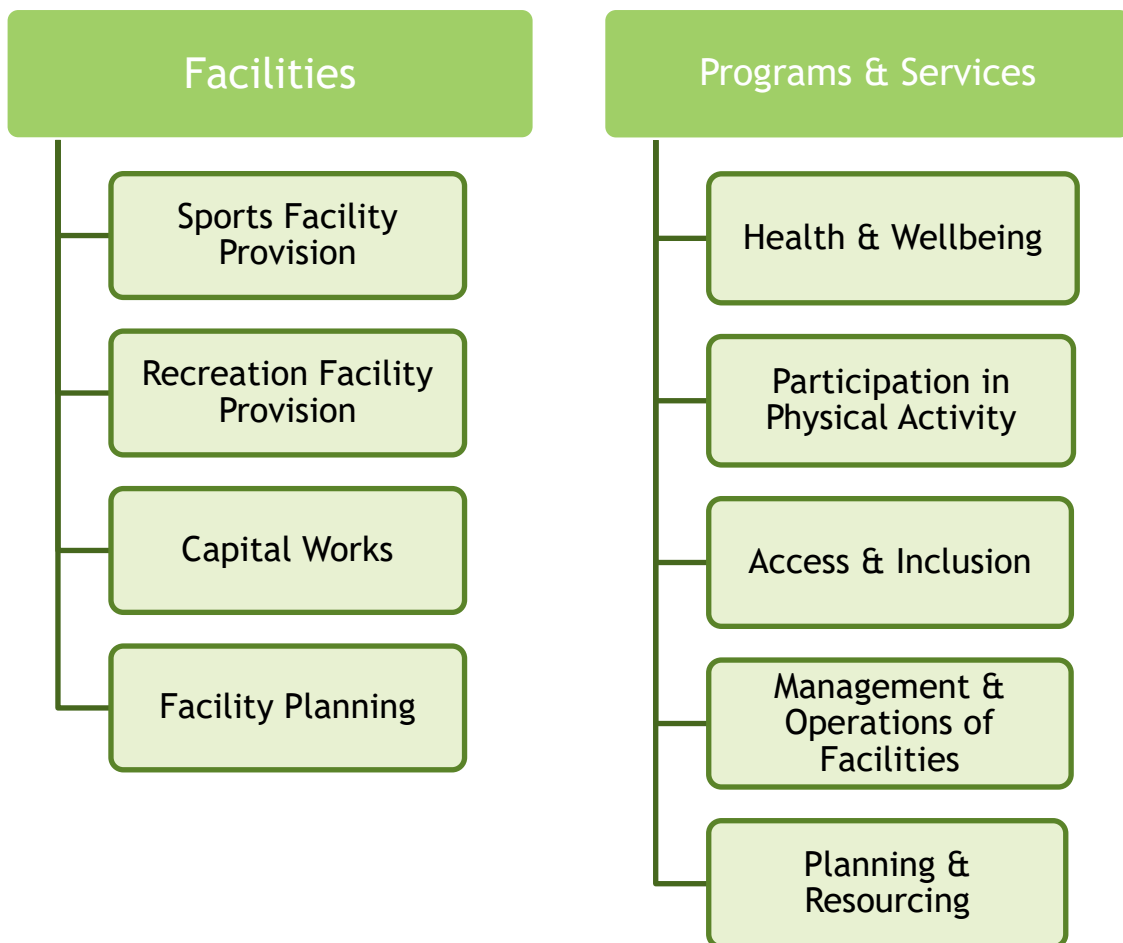 Facilities
Sports Facility
Provision
Recreation Facility
Provision
Capital Works
Facility Planning
Programs & Services
Health & Wellbeing
Participation in
Physical Activity
Access & Inclusion
Management &
Operations of
Facilities
Planning &
Resourcing